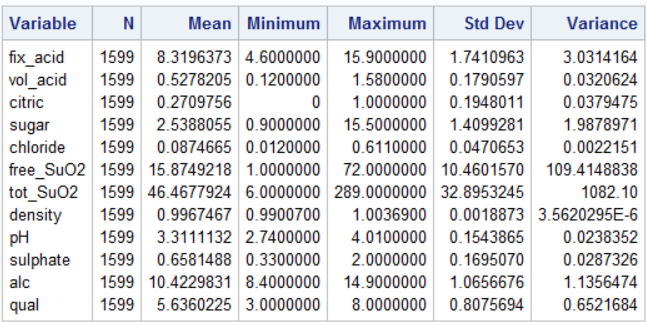 Variable N Mean Minimum Maximum Std Dev Variance
fix_acid 1599 8.3196373 4.6000000 15.9000000 1.7410963 3.0314164
vol_acid 1599 0.5278205 0.1200000 1.5800000 0.1790597 0.0320624
citric 1599 0.2709756 0 1.0000000 0.1948011 0.0379475
sugar 1599 2.5388055 0.9000000 15.5000000 1.4099281 1.9878971
chloride 1599 0.0874665 0.0120000 0.6110000 0.0470653 0.0022151
free_SuO2 1599 15.8749218 1.0000000 72.0000000 10.4601570 109.4148838
tot_SuO2 1599 46.4677924 6.0000000 289.0000000 32.8953245 1082.10
density 1599 0.9967467 0.9900700 1.0036900 0.0018873 3.5620295E-6
pH 1599 3.3111132 2.7400000 4.0100000 0.1543865 0.0238352
sulphate 1599 0.6581488 0.3300000 2.0000000 0.1695070 0.0287326
alc 1599 10.4229831 8.4000000 14.9000000 1.0656676 1.1356474
qual 1599 5.6360225 3.0000000 8.0000000 0.8075694 0.6521684